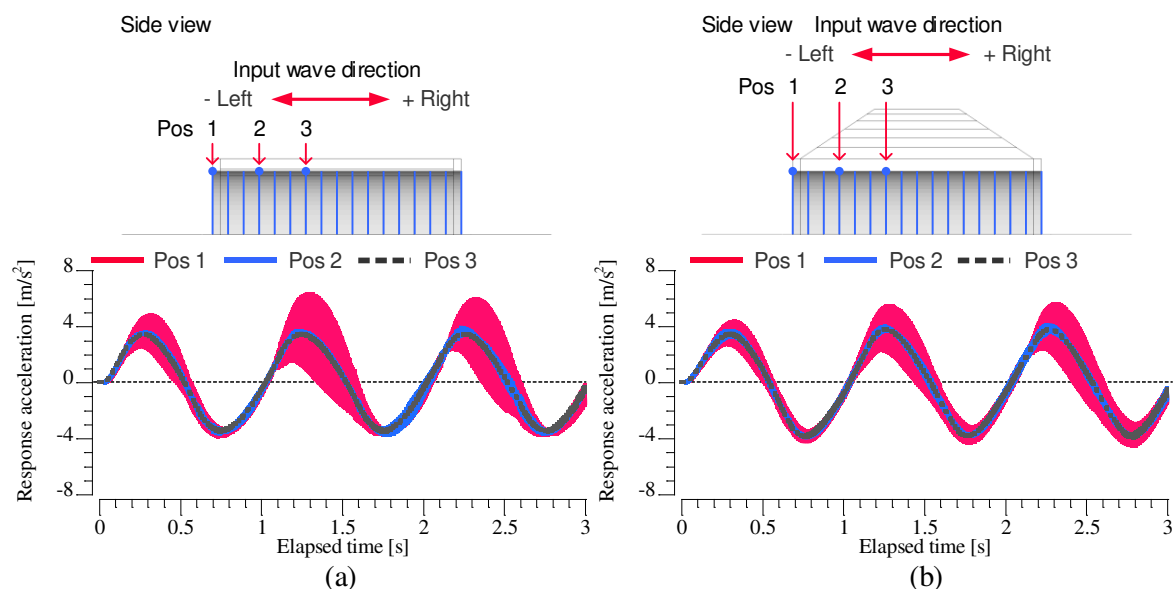 Side view
Input wave direction
- Left + Right
Pos 1 2 3
Pos 1 Pos 2 Pos 3
Response acceleration [m/s²]
8
4
0
-4
-8
0 0.5 1 1.5 2 2.5 3
Elapsed time [s]
(a)
Side view Input wave direction
- Left + Right
Pos 1 2 3
Pos 1 Pos 2 Pos 3
Response acceleration [m/s²]
8
4
0
-4
-8
0 0.5 1 1.5 2 2.5 3
Elapsed time [s]
(b)